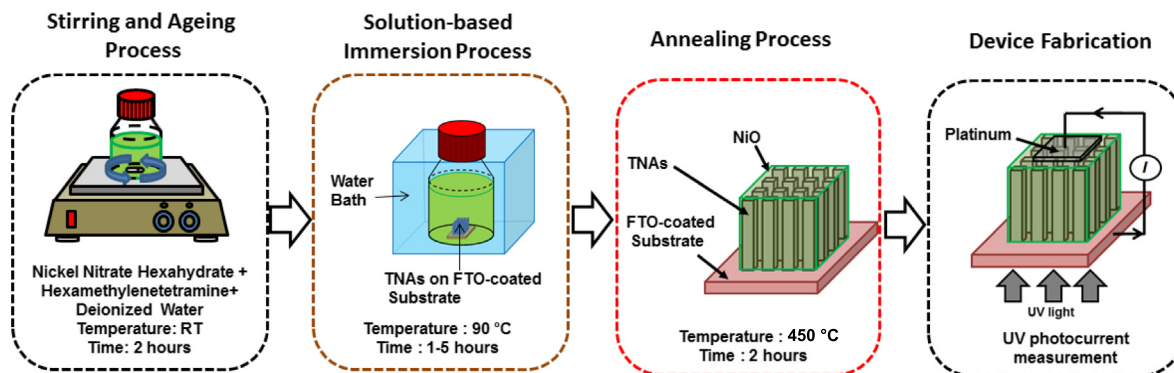 Stirring and Ageing
Process
Nickel Nitrate Hexahydrate +
Hexamethylenetetramine+
Deionized Water
Temperature: RT
Time: 2 hours
Solution-based
Immersion Process
Water
Bath
TNAs on FTO-coated
Substrate
Temperature : 90 °C
Time : 1-5 hours
Annealing Process
NiO
TNAs
FTO-coated
Substrate
Temperature : 450 °C
Time : 2 hours
Device Fabrication
Platinum
I
UV light
UV photocurrent
measurement